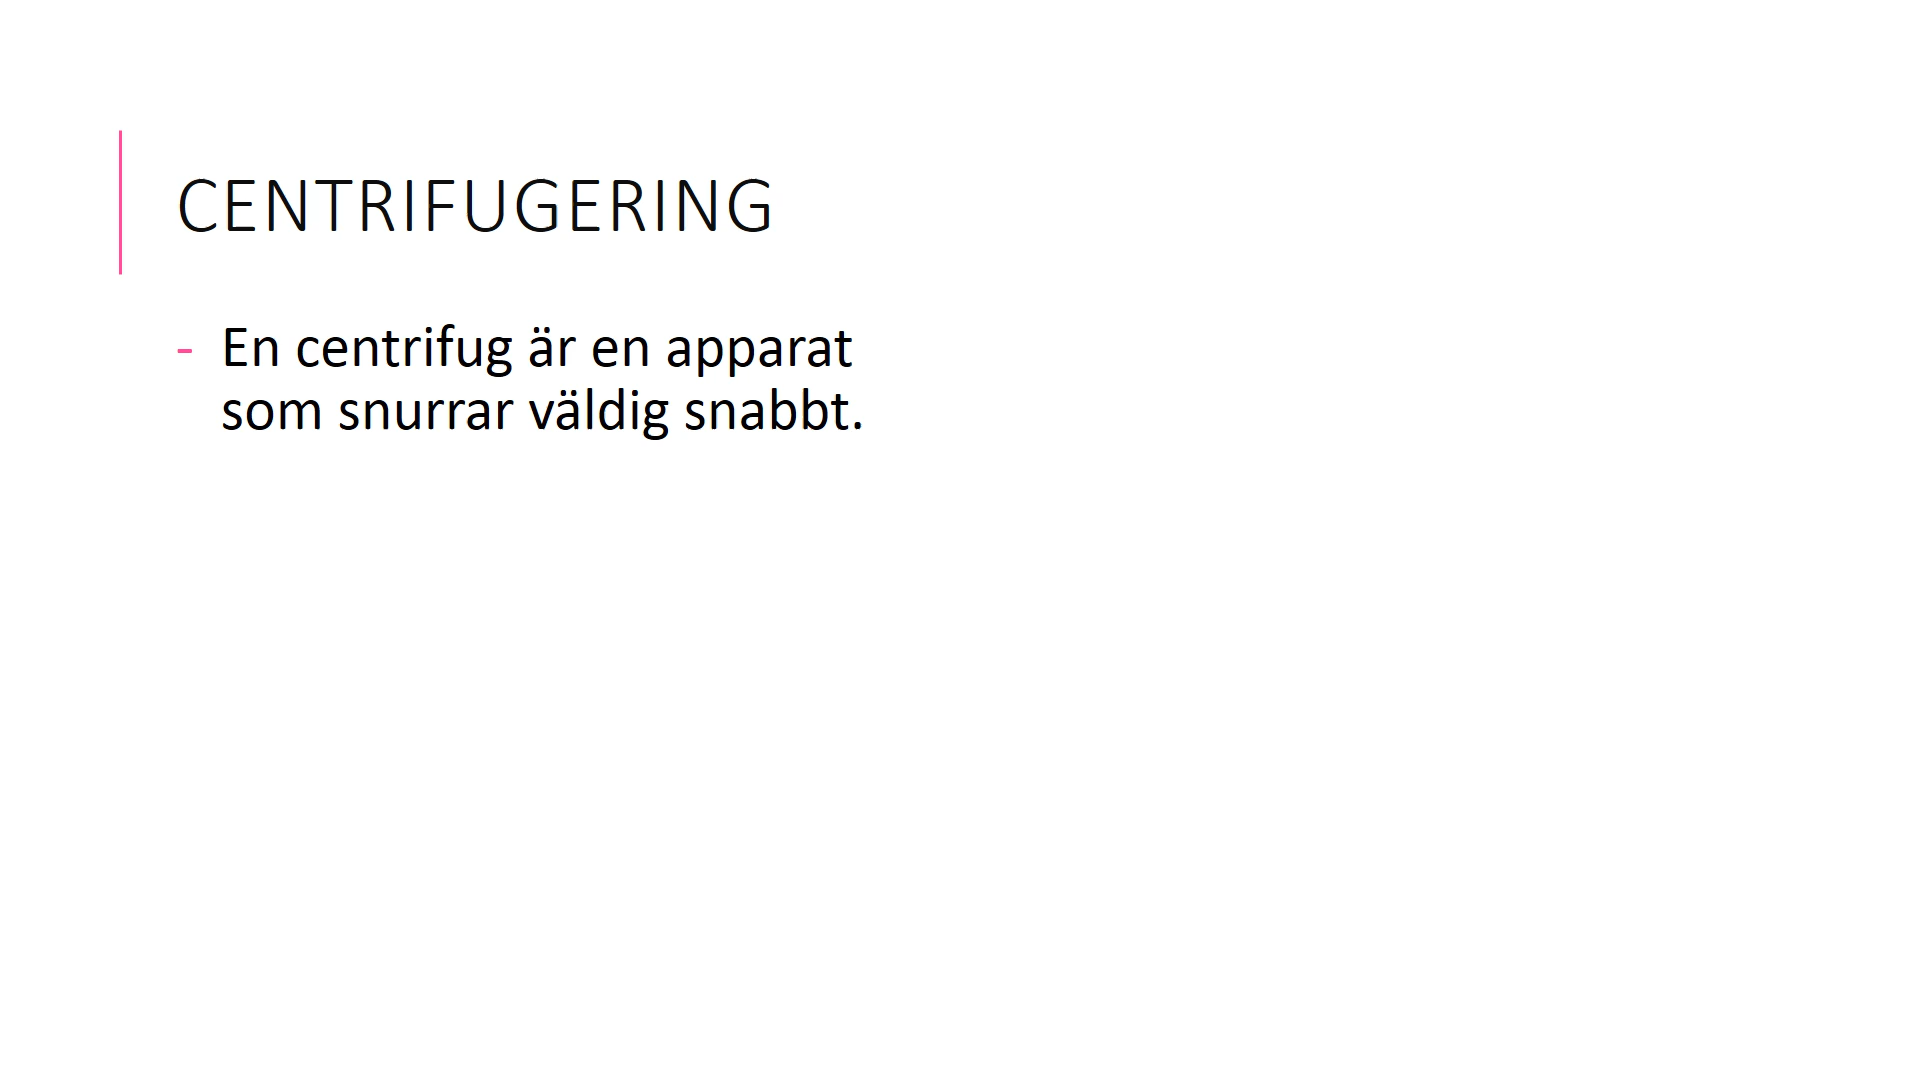 CENTRIFUGERING
- En centrifug är en apparat
som snurrar väldig snabbt.